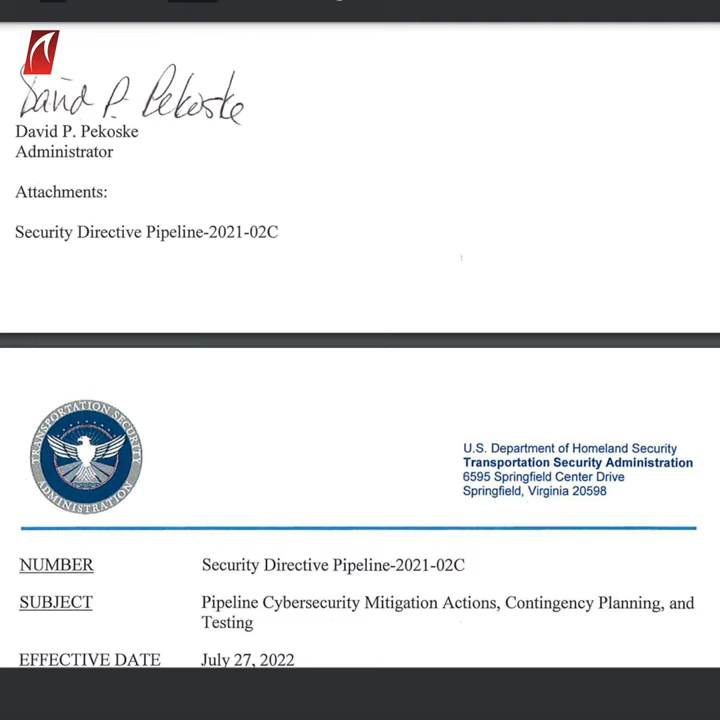 David P. Pekoske
David P. Pekoske
Administrator
Attachments:
Security Directive Pipeline-2021-02C
TRANSPORTATION SECURITY
ADMINISTRATION
U.S. Department of Homeland Security
Transportation Security Administration
6595 Springfield Center Drive
Springfield, Virginia 20598
NUMBER Security Directive Pipeline-2021-02C
SUBJECT Pipeline Cybersecurity Mitigation Actions, Contingency Planning, and
Testing
EFFECTIVE DATE July 27, 2022